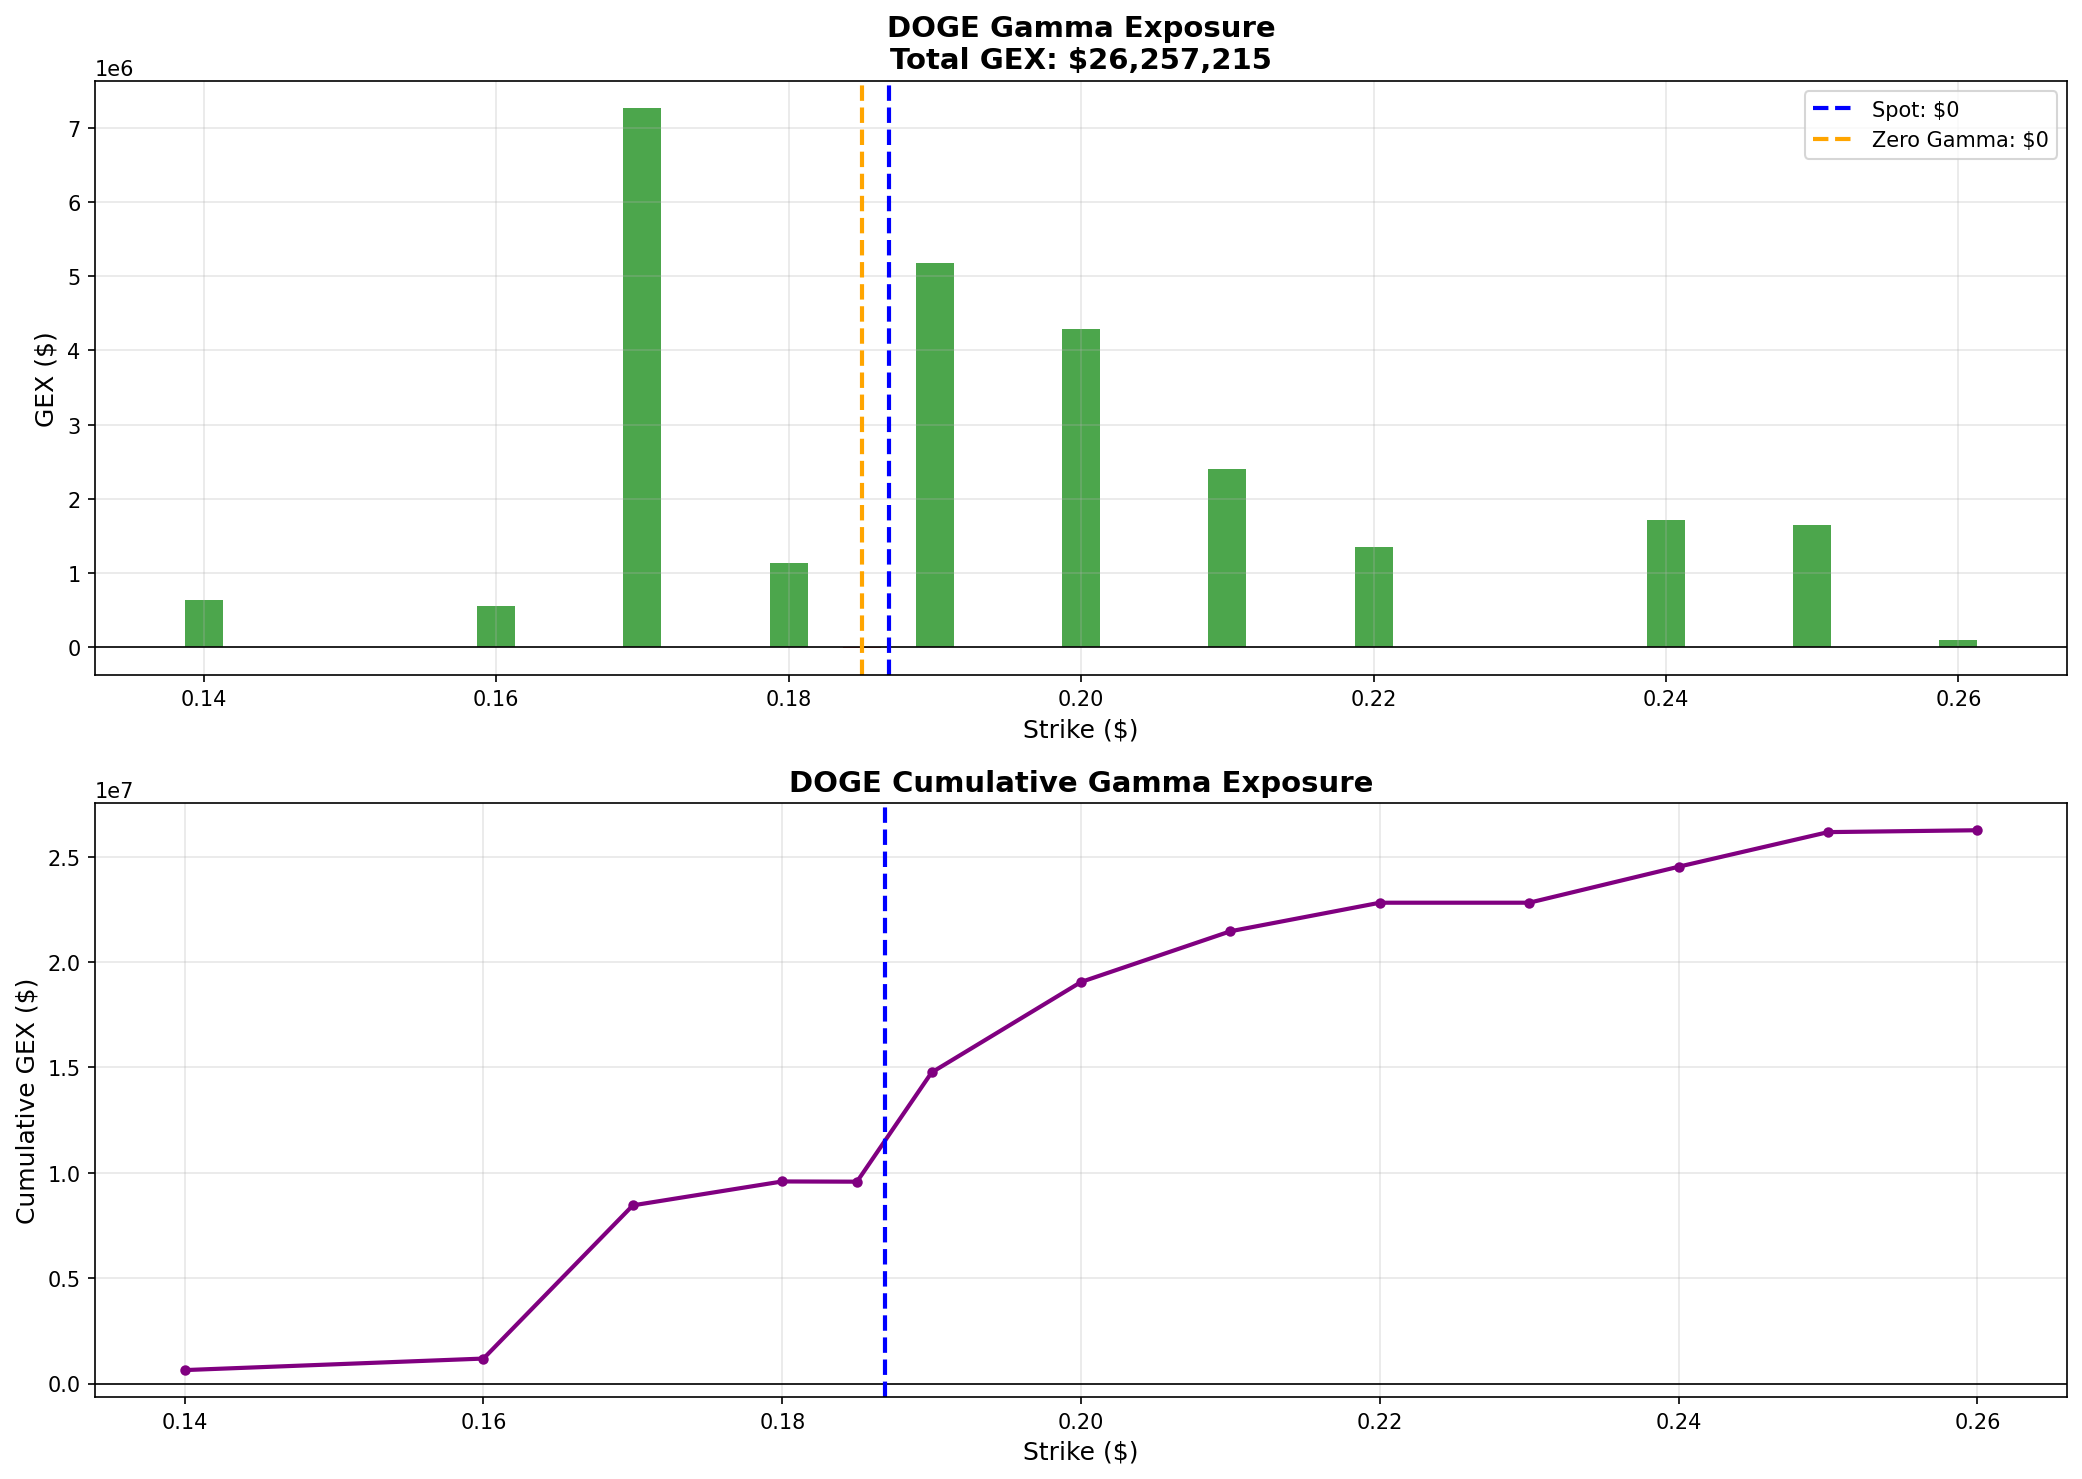 DOGE Gamma Exposure
Total GEX: $26,257,215
1e6
Spot: $0
Zero Gamma: $0
GEX ($)
7
6
5
4
3
2
1
0
0.14 0.16 0.18 0.20 0.22 0.24 0.26
Strike ($)
DOGE Cumulative Gamma Exposure
1e7
Cumulative GEX ($)
2.5
2.0
1.5
1.0
0.5
0.0
0.14 0.16 0.18 0.20 0.22 0.24 0.26
Strike ($)